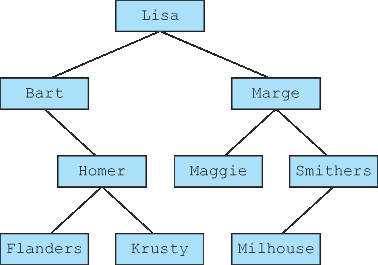 Lisa
Bart
Marge
Homer
Maggie
Smithers
Flanders
Krusty
Milhouse